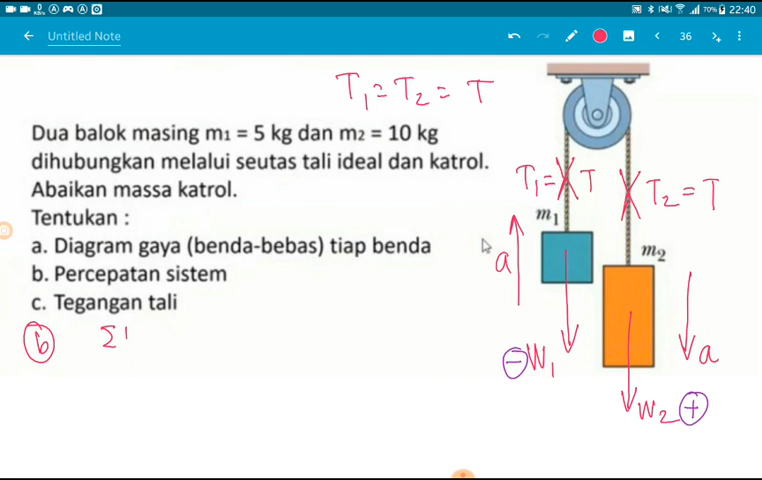 0
KB/s
70%
22:40
Untitled Note
36
T₁ = T₂ = T
Dua balok masing m1 = 5 kg dan m2 = 10 kg
dihubungkan melalui seutas tali ideal dan katrol.
Abaikan massa katrol.
Tentukan :
a. Diagram gaya (benda-bebas) tiap benda
b. Percepatan sistem
c. Tegangan tali
b Σ
T₁ = T
T₂ = T
m₁
m₂
a
a
− W₁
W₂ +